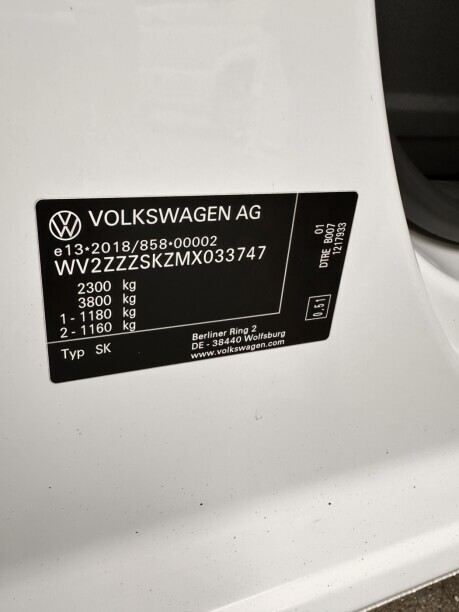 VOLKSWAGEN AG
e13*2018/858*00002
WV2ZZZSKZMX033747
2300 kg
3800 kg
1 - 1180 kg
2 - 1160 kg
Typ SK
Berliner Ring 2
DE - 38440 Wolfsburg
www.volkswagen.com
01
DTRE B007
1217933
0.51